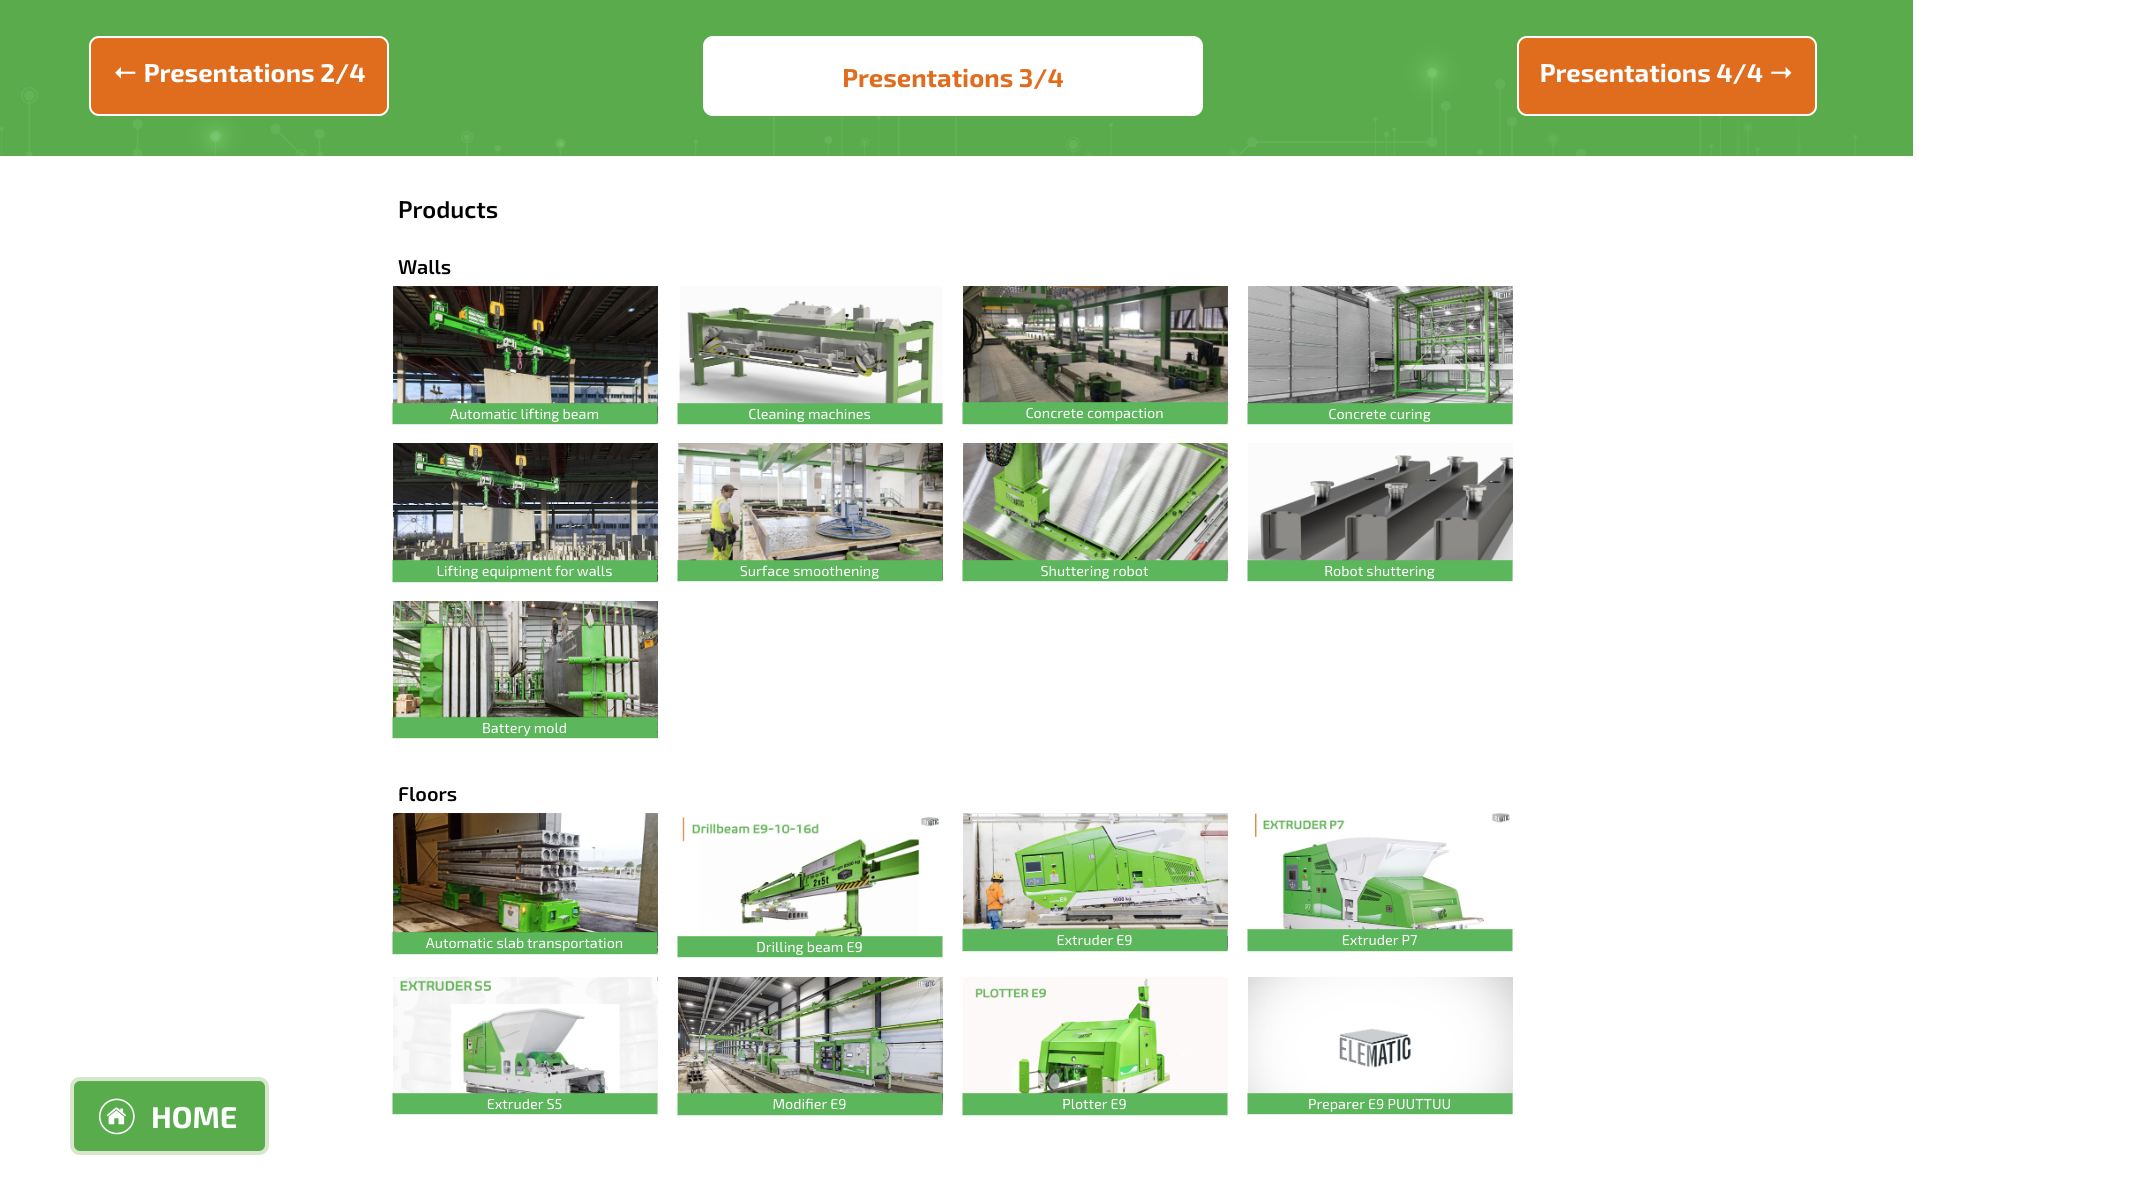 ← Presentations 2/4
Presentations 3/4
Presentations 4/4 →
Products
Walls
Automatic lifting beam
Cleaning machines
Concrete compaction
Concrete curing
Lifting equipment for walls
Surface smoothening
Shuttering robot
Robot shuttering
Battery mold
Floors
Drillbeam E9-10-16d
EXTRUDER P7
2x5t
Automatic slab transportation
Drilling beam E9
Extruder E9
Extruder P7
EXTRUDER S5
PLOTTER E9
ELEMATIC
Extruder S5
Modifier E9
Plotter E9
Preparer E9 PUUTTUU
HOME